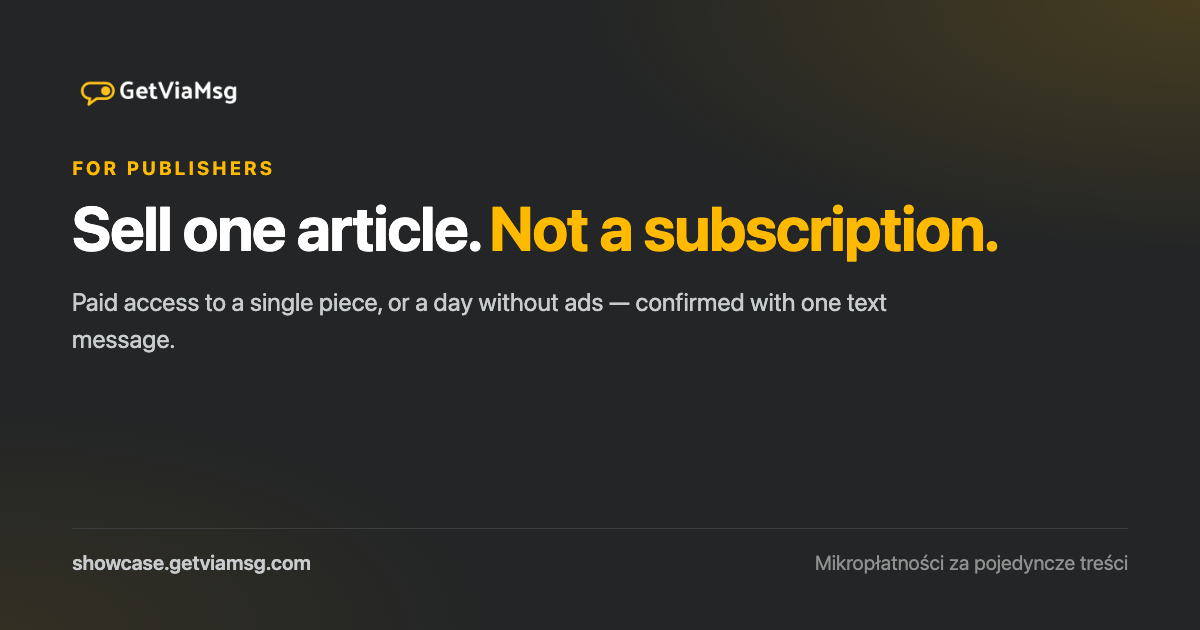 GetViaMsg
FOR PUBLISHERS
Sell one article. Not a subscription.
Paid access to a single piece, or a day without ads — confirmed with one text
message.
showcase.getviamsg.com
Mikropłatności za pojedyncze treści